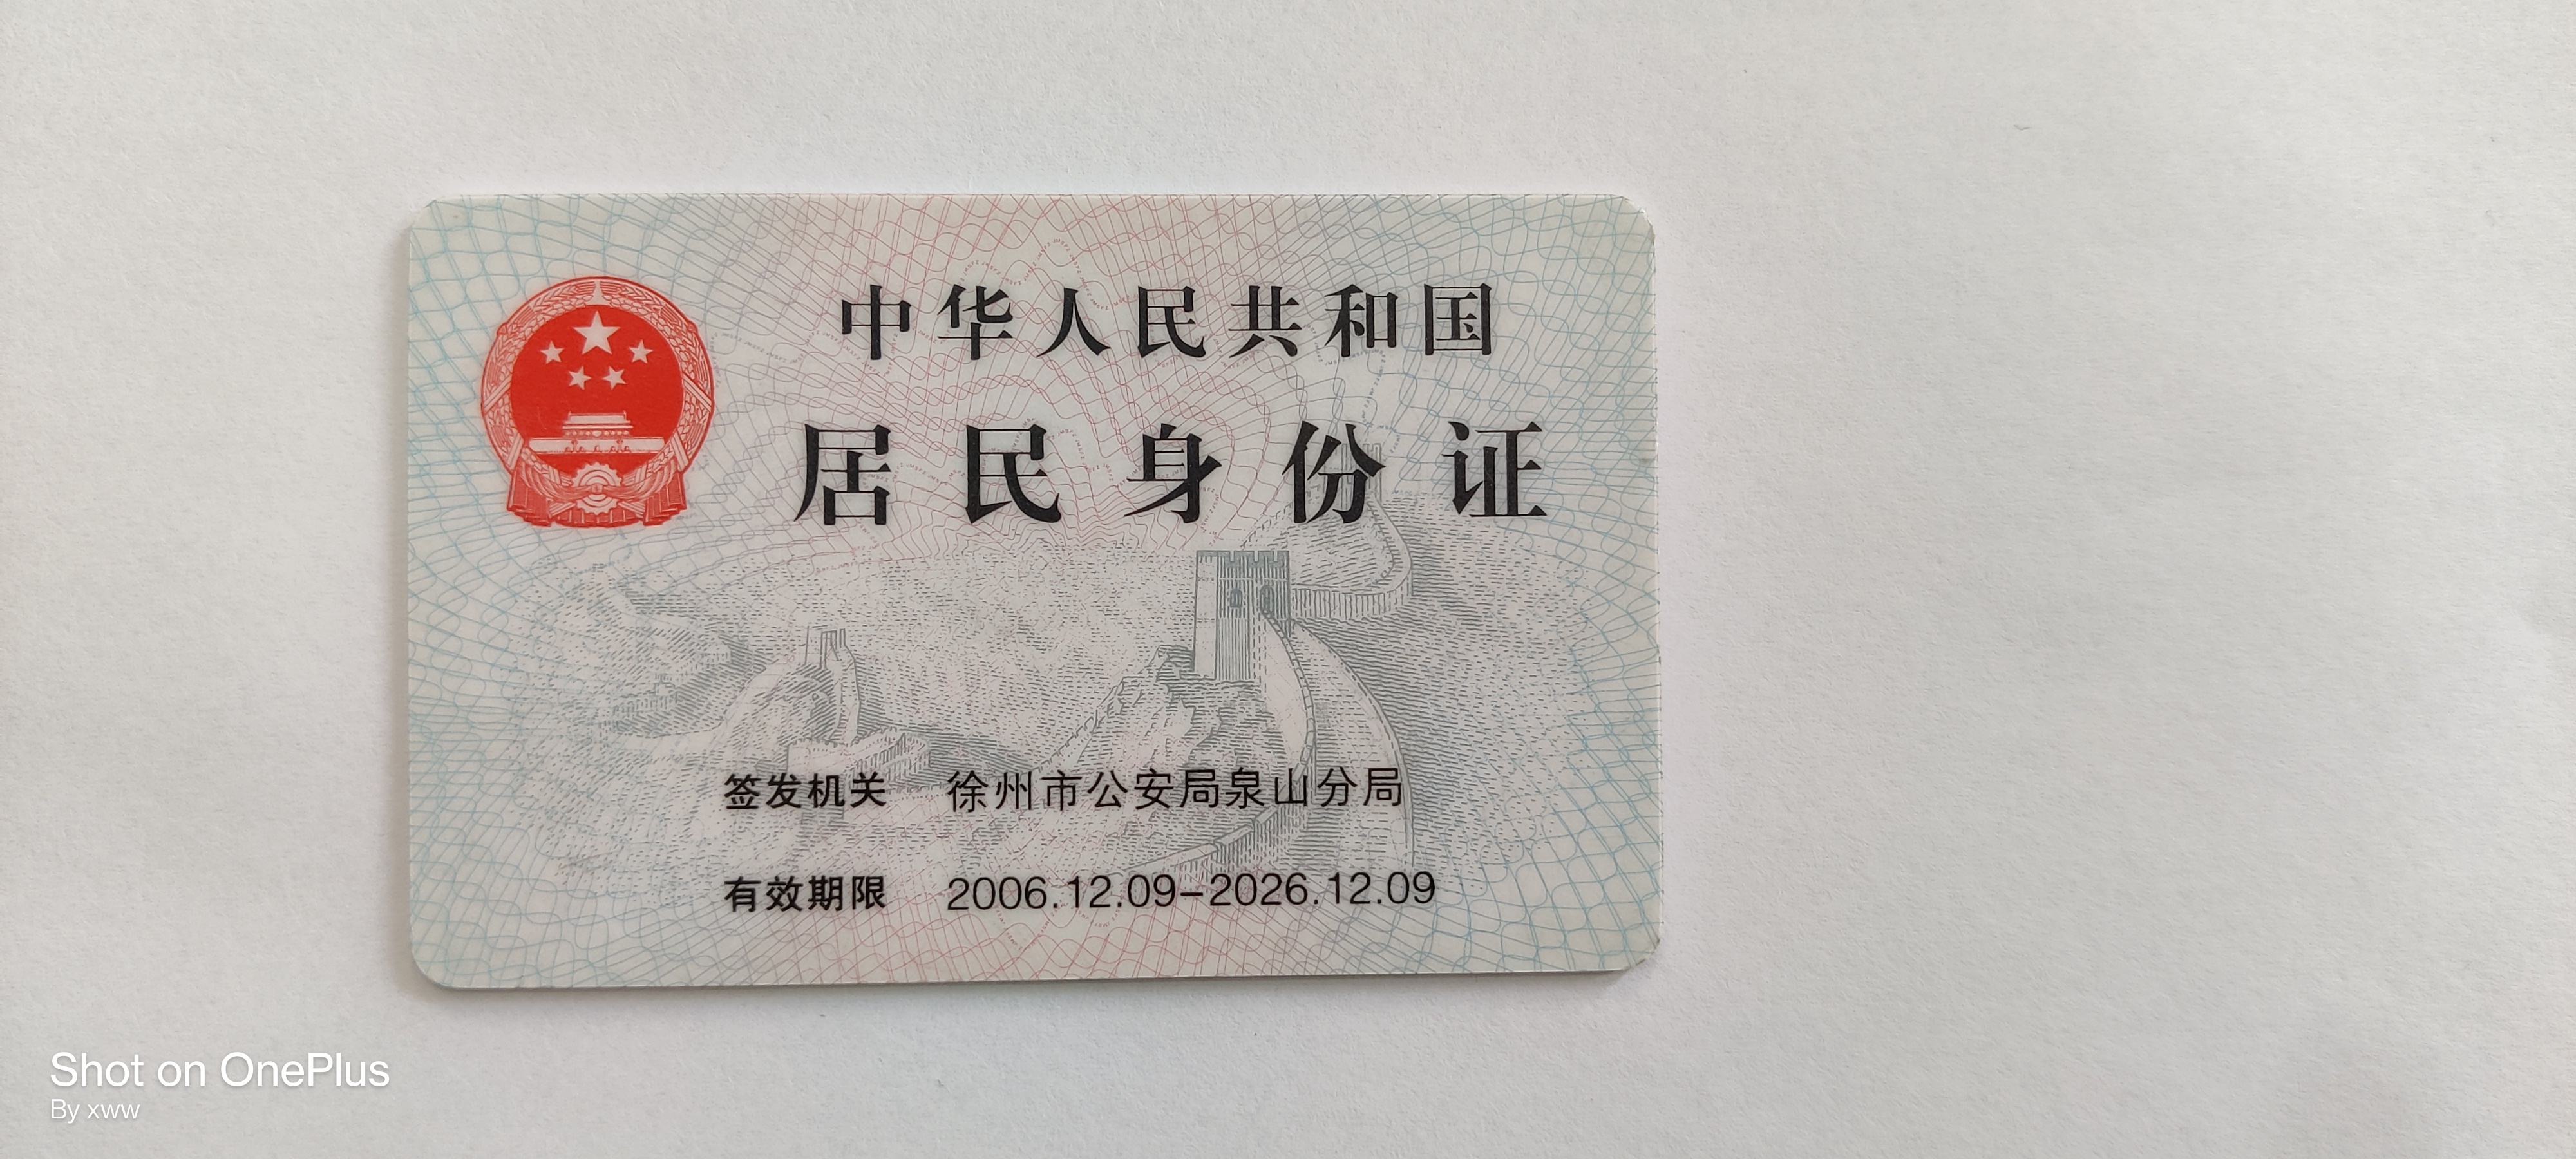 中华人民共和国
居民身份证
签发机关 徐州市公安局泉山分局
有效期限 2006.12.09-2026.12.09
Shot on OnePlus
By xww